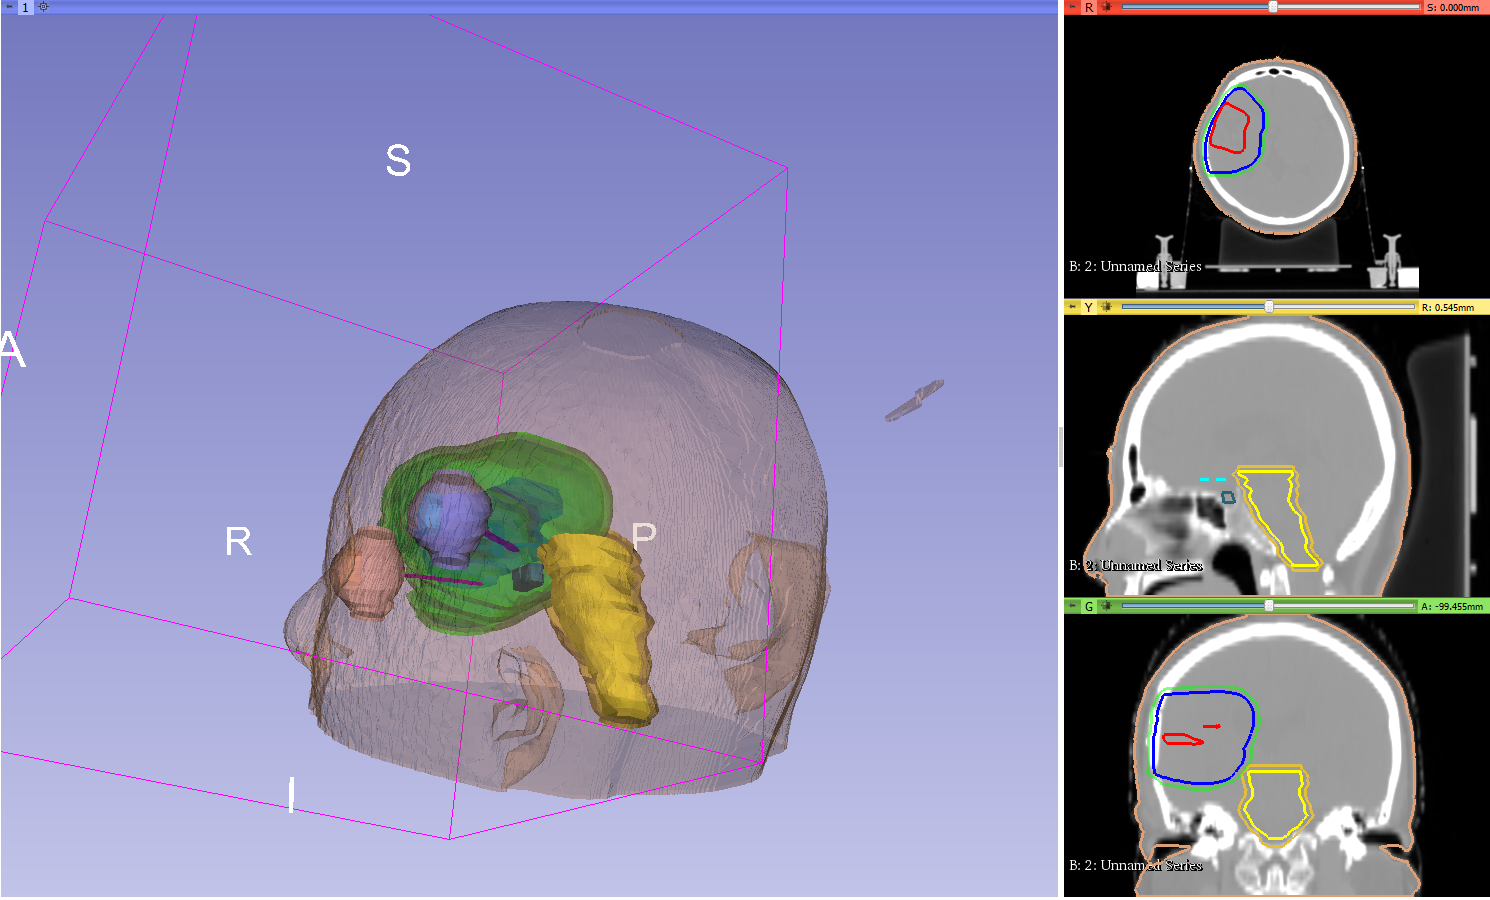 1
S
A
R
P
I
R
S: 0.000mm
B: 2: Unnamed Series
Y
R: 0.545mm
B: 2: Unnamed Series
G
A: -99.455mm
B: 2: Unnamed Series